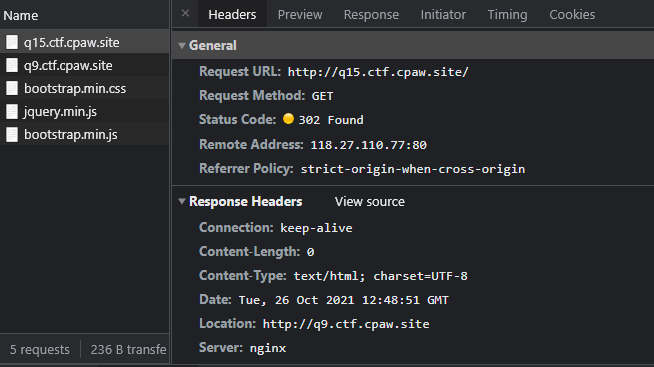 Name
q15.ctf.cpaw.site
q9.ctf.cpaw.site
bootstrap.min.css
jquery.min.js
bootstrap.min.js
5 requests 236 B transfe
× Headers Preview Response Initiator Timing Cookies
General
Request URL: http://q15.ctf.cpaw.site/
Request Method: GET
Status Code: 302 Found
Remote Address: 118.27.110.77:80
Referrer Policy: strict-origin-when-cross-origin
Response Headers View source
Connection: keep-alive
Content-Length: 0
Content-Type: text/html; charset=UTF-8
Date: Tue, 26 Oct 2021 12:48:51 GMT
Location: http://q9.ctf.cpaw.site
Server: nginx